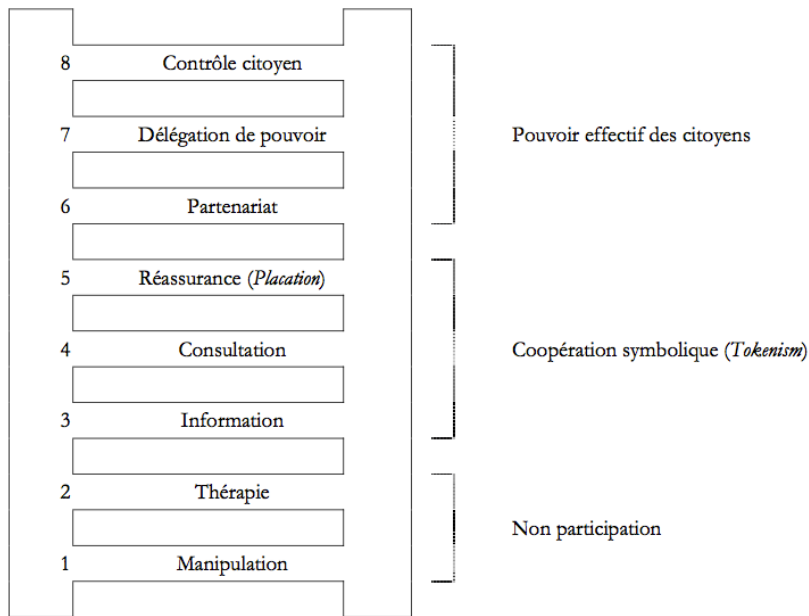 8 Contrôle citoyen
7 Délégation de pouvoir
Pouvoir effectif des citoyens
6 Partenariat
5 Réassurance (Placation)
4 Consultation
Coopération symbolique (Tokenism)
3 Information
2 Thérapie
Non participation
1 Manipulation